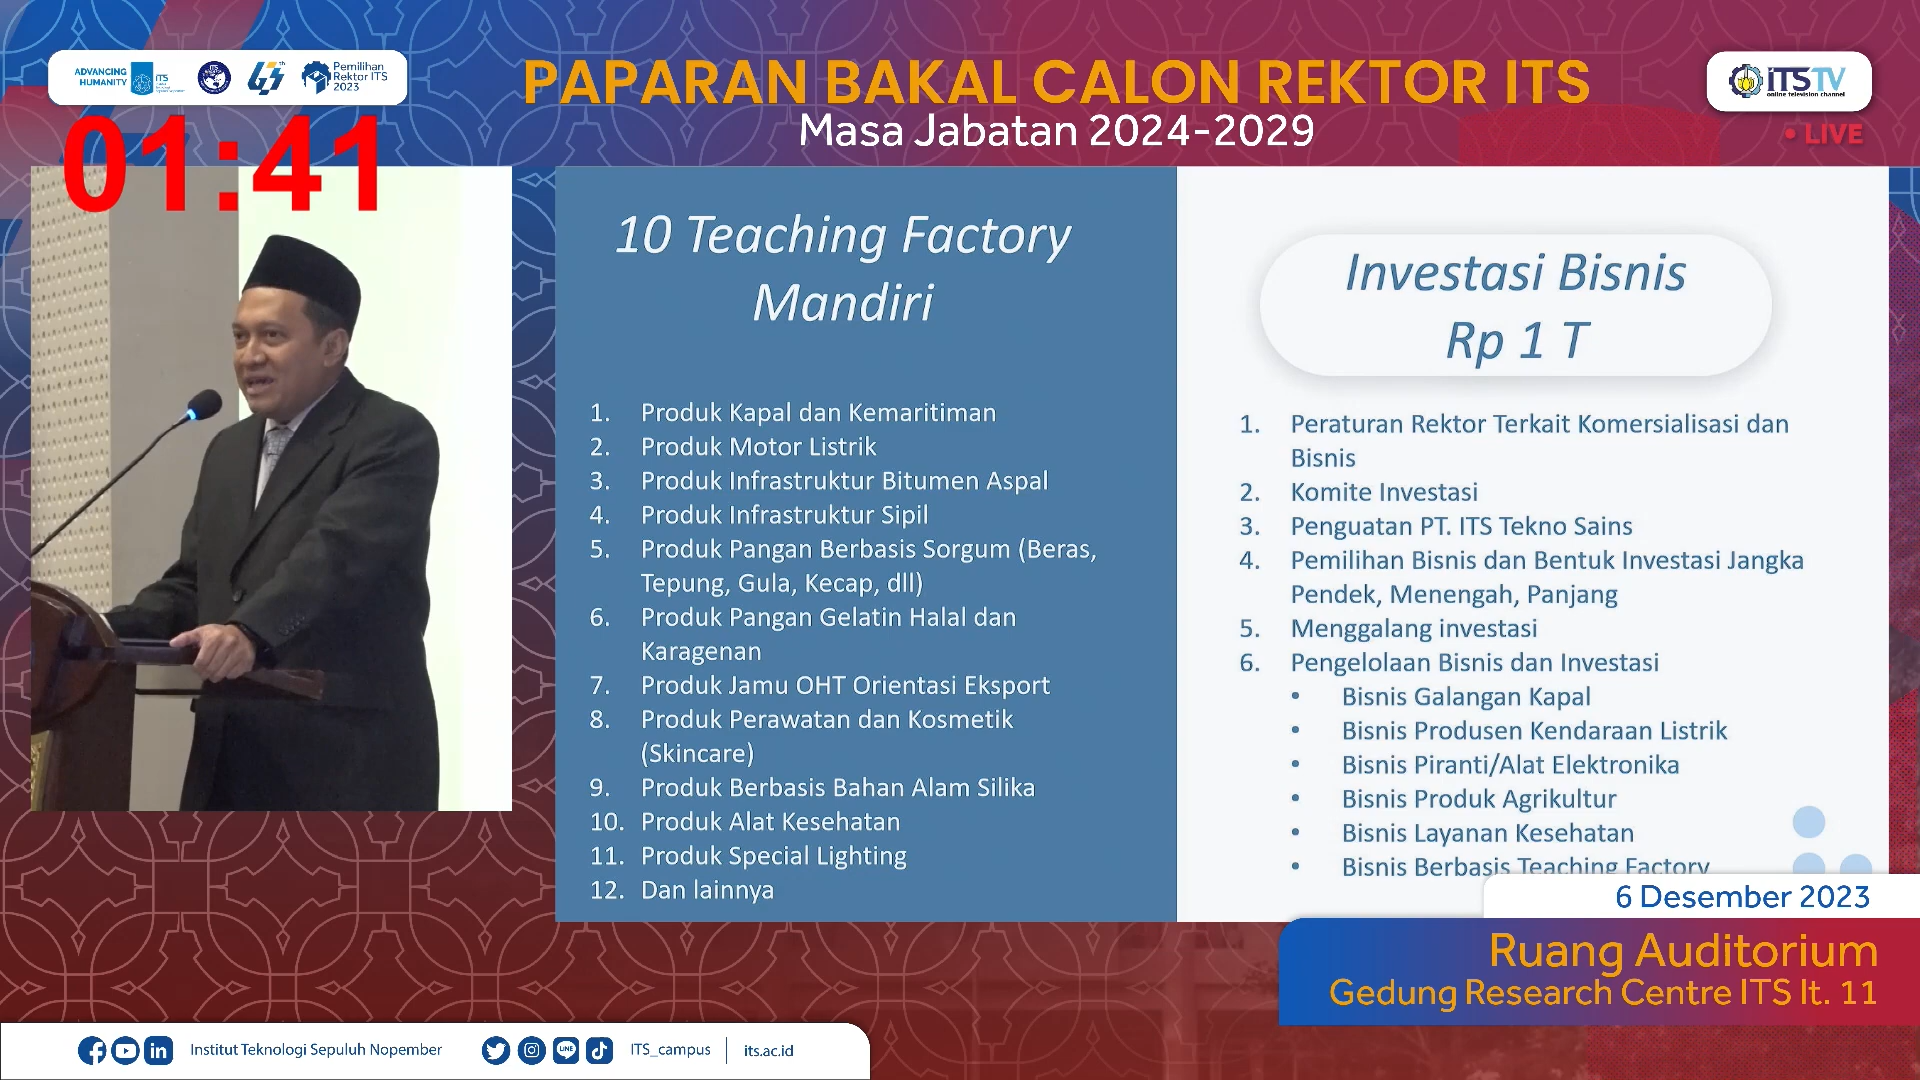 ADVANCING
HUMANITY
ITS
Pemilihan
Rektor ITS
2023
PAPARAN BAKAL CALON REKTOR ITS
Masa Jabatan 2024-2029
iTSTV
online television channel
• LIVE
01:41
10 Teaching Factory
Mandiri
1. Produk Kapal dan Kemaritiman
2. Produk Motor Listrik
3. Produk Infrastruktur Bitumen Aspal
4. Produk Infrastruktur Sipil
5. Produk Pangan Berbasis Sorgum (Beras,
Tepung, Gula, Kecap, dll)
6. Produk Pangan Gelatin Halal dan
Karagenan
7. Produk Jamu OHT Orientasi Eksport
8. Produk Perawatan dan Kosmetik
(Skincare)
9. Produk Berbasis Bahan Alam Silika
10. Produk Alat Kesehatan
11. Produk Special Lighting
12. Dan lainnya
Investasi Bisnis
Rp 1 T
1. Peraturan Rektor Terkait Komersialisasi dan
Bisnis
2. Komite Investasi
3. Penguatan PT. ITS Tekno Sains
4. Pemilihan Bisnis dan Bentuk Investasi Jangka
Pendek, Menengah, Panjang
5. Menggalang investasi
6. Pengelolaan Bisnis dan Investasi
• Bisnis Galangan Kapal
• Bisnis Produsen Kendaraan Listrik
• Bisnis Piranti/Alat Elektronika
• Bisnis Produk Agrikultur
• Bisnis Layanan Kesehatan
• Bisnis Berbasis Teaching Factory
6 Desember 2023
Ruang Auditorium
Gedung Research Centre ITS lt. 11
Institut Teknologi Sepuluh Nopember
LINE
ITS_campus
its.ac.id